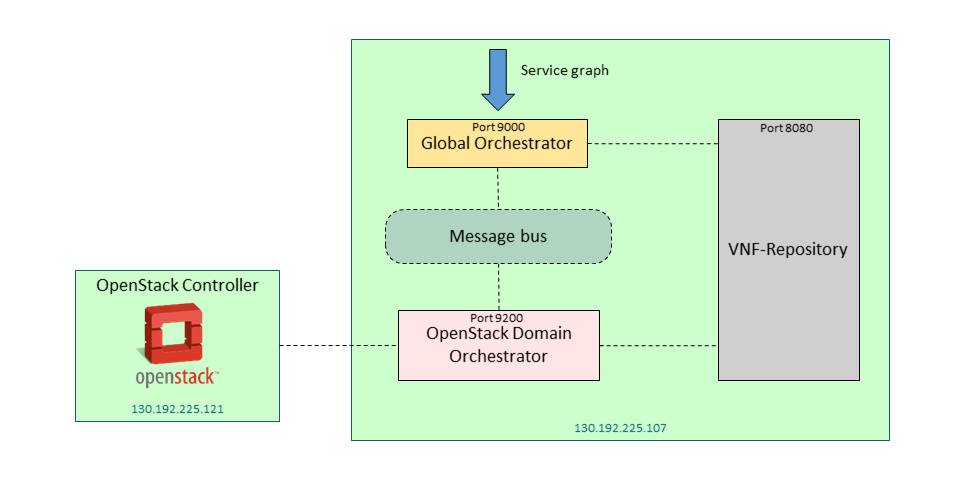 Service graph
Port 9000
Global Orchestrator
Port 8080
Message bus
VNF-Repository
OpenStack Controller
openstack™
130.192.225.121
Port 9200
OpenStack Domain
Orchestrator
130.192.225.107